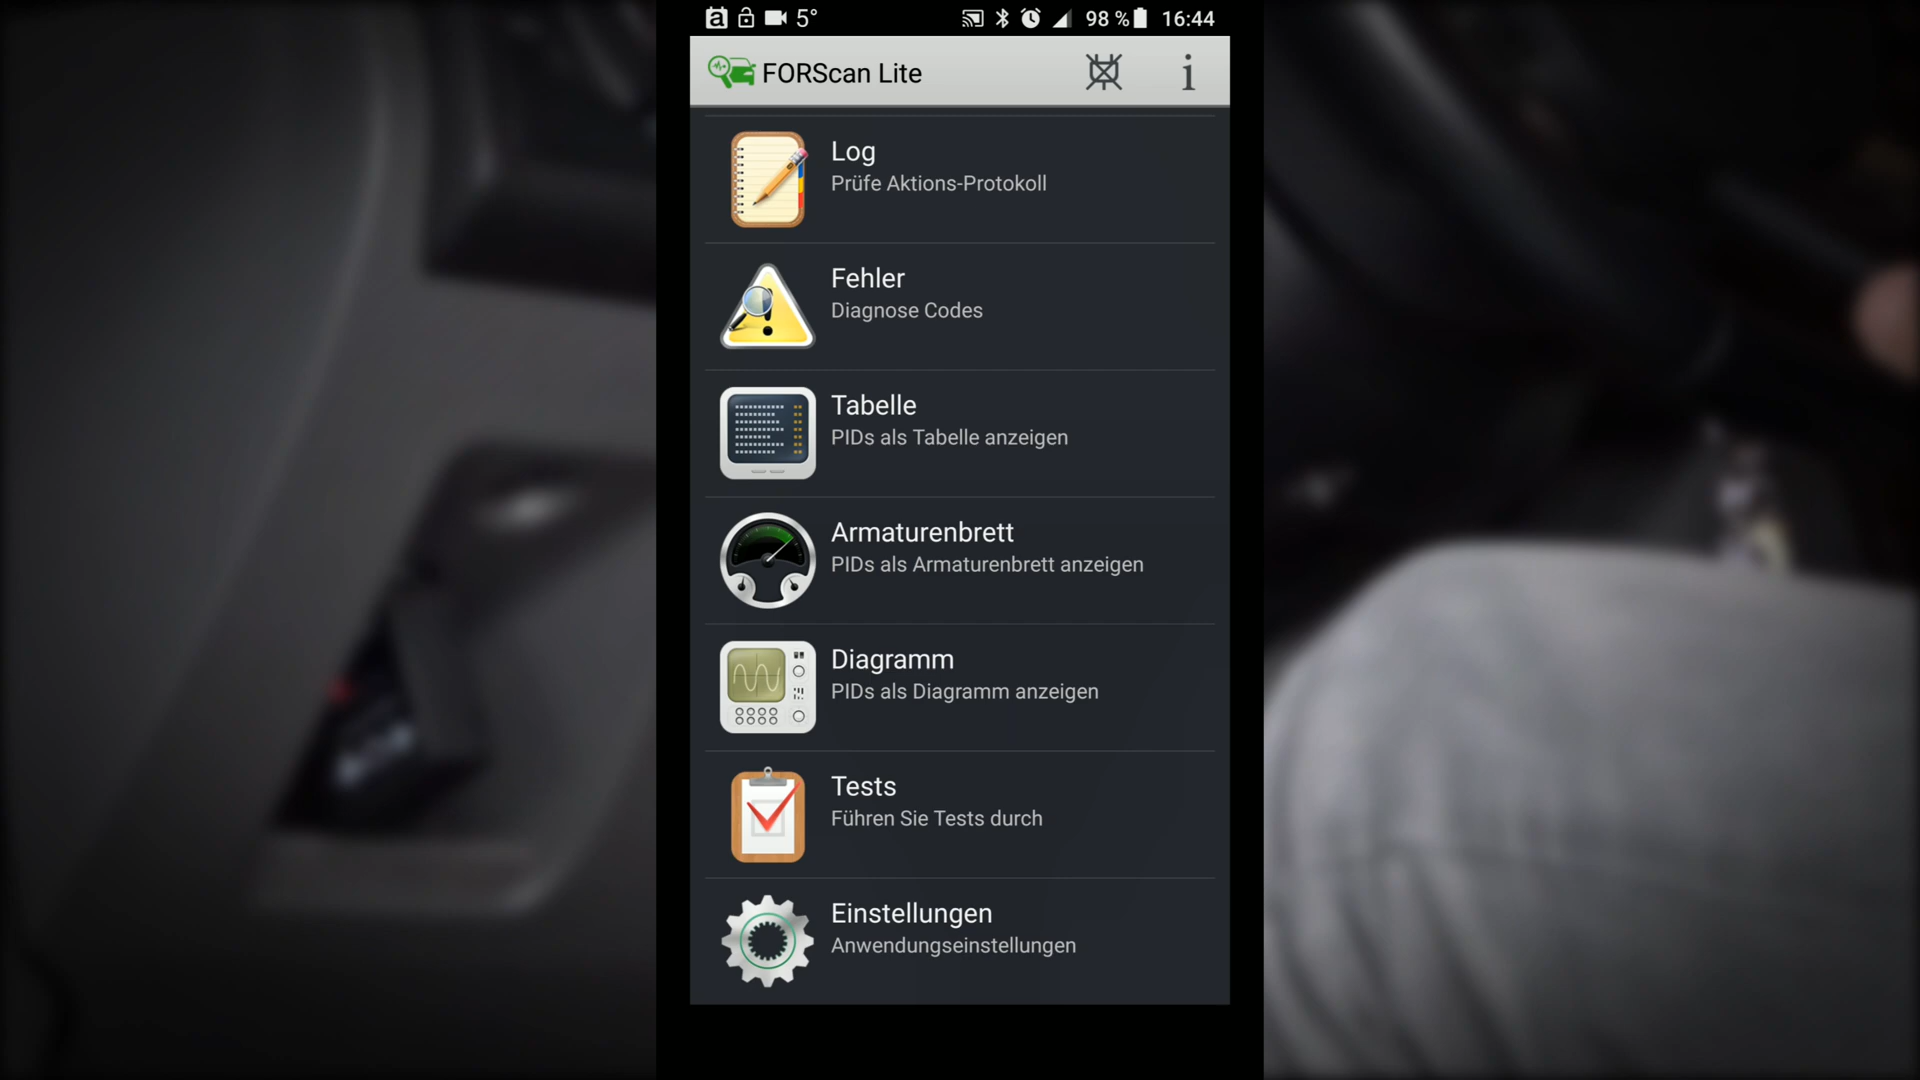 5° 98 % 16:44
FORScan Lite
Log
Prüfe Aktions-Protokoll
Fehler
Diagnose Codes
Tabelle
PIDs als Tabelle anzeigen
Armaturenbrett
PIDs als Armaturenbrett anzeigen
Diagramm
PIDs als Diagramm anzeigen
Tests
Führen Sie Tests durch
Einstellungen
Anwendungseinstellungen